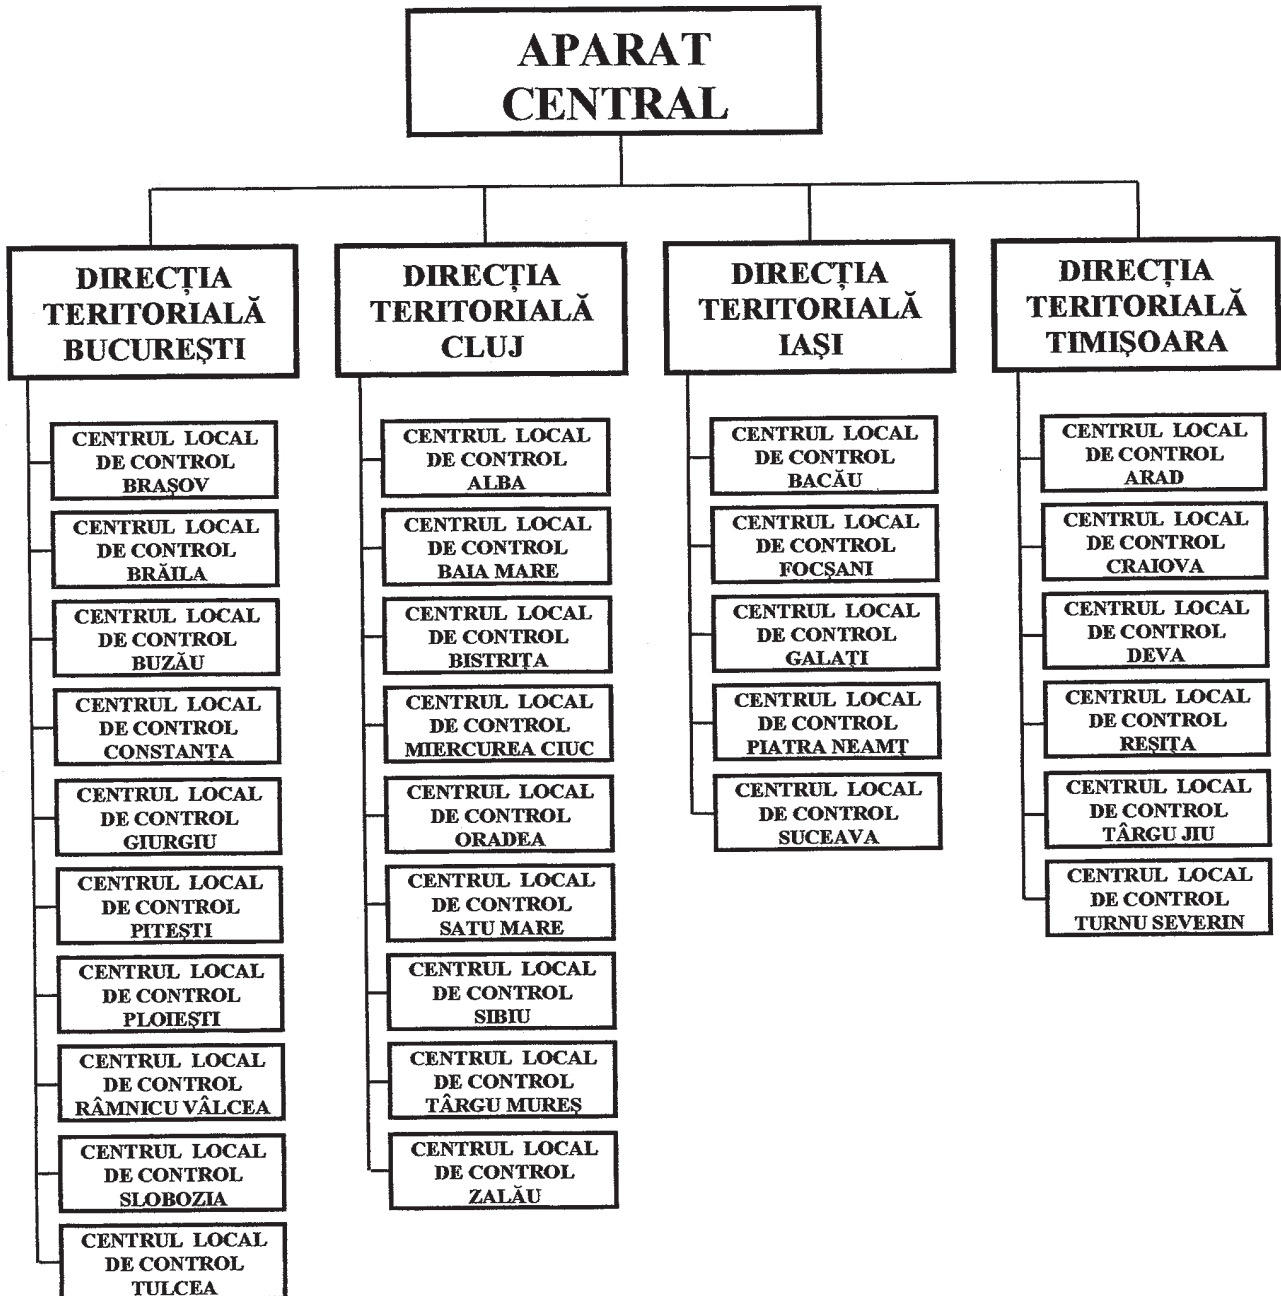 APARAT
CENTRAL
DIRECȚIA
TERITORIALĂ
BUCUREȘTI
CENTRUL LOCAL
DE CONTROL
BRAȘOV
CENTRUL LOCAL
DE CONTROL
BRĂILA
CENTRUL LOCAL
DE CONTROL
BUZĂU
CENTRUL LOCAL
DE CONTROL
CONSTANȚA
CENTRUL LOCAL
DE CONTROL
GIURGIU
CENTRUL LOCAL
DE CONTROL
PITEȘTI
CENTRUL LOCAL
DE CONTROL
PLOIEȘTI
CENTRUL LOCAL
DE CONTROL
RÂMNICU VÂLCEA
CENTRUL LOCAL
DE CONTROL
SLOBOZIA
CENTRUL LOCAL
DE CONTROL
TULCEA
DIRECȚIA
TERITORIALĂ
CLUJ
CENTRUL LOCAL
DE CONTROL
ALBA
CENTRUL LOCAL
DE CONTROL
BAIA MARE
CENTRUL LOCAL
DE CONTROL
BISTRIȚA
CENTRUL LOCAL
DE CONTROL
MIERCUREA CIUC
CENTRUL LOCAL
DE CONTROL
ORADEA
CENTRUL LOCAL
DE CONTROL
SATU MARE
CENTRUL LOCAL
DE CONTROL
SIBIU
CENTRUL LOCAL
DE CONTROL
TÂRGU MUREȘ
CENTRUL LOCAL
DE CONTROL
ZALĂU
DIRECȚIA
TERITORIALĂ
IAȘI
CENTRUL LOCAL
DE CONTROL
BACĂU
CENTRUL LOCAL
DE CONTROL
FOCȘANI
CENTRUL LOCAL
DE CONTROL
GALAȚI
CENTRUL LOCAL
DE CONTROL
PIATRA NEAMȚ
CENTRUL LOCAL
DE CONTROL
SUCEAVA
DIRECȚIA
TERITORIALĂ
TIMIȘOARA
CENTRUL LOCAL
DE CONTROL
ARAD
CENTRUL LOCAL
DE CONTROL
CRAIOVA
CENTRUL LOCAL
DE CONTROL
DEVA
CENTRUL LOCAL
DE CONTROL
REȘIȚA
CENTRUL LOCAL
DE CONTROL
TÂRGU JIU
CENTRUL LOCAL
DE CONTROL
TURNU SEVERIN